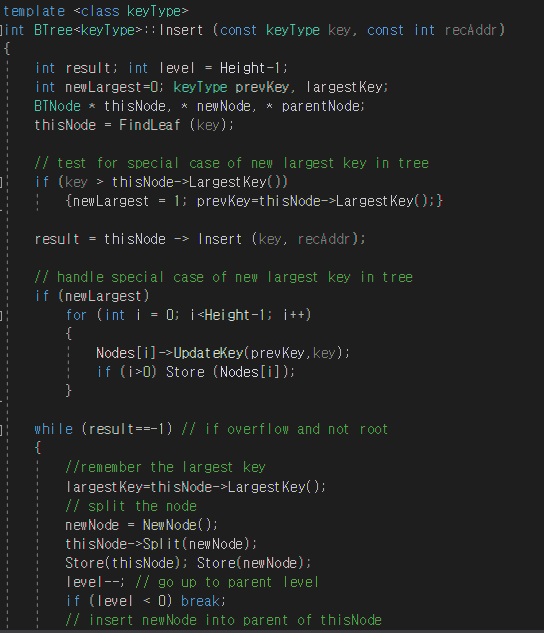 template <class keyType>
int BTree<keyType>::Insert (const keyType key, const int recAddr)
{
int result; int level = Height-1;
int newLargest=0; keyType prevKey, largestKey;
BTNode * thisNode, * newNode, * parentNode;
thisNode = FindLeaf (key);
// test for special case of new largest key in tree
if (key > thisNode->LargestKey())
{newLargest = 1; prevKey=thisNode->LargestKey();}
result = thisNode -> Insert (key, recAddr);
// handle special case of new largest key in tree
if (newLargest)
for (int i = 0; i<Height-1; i++)
{
Nodes[i]->UpdateKey(prevKey,key);
if (i>0) Store (Nodes[i]);
}
while (result==-1) // if overflow and not root
{
//remember the largest key
largestKey=thisNode->LargestKey();
// split the node
newNode = NewNode();
thisNode->Split(newNode);
Store(thisNode); Store(newNode);
level--; // go up to parent level
if (level < 0) break;
// insert newNode into parent of thisNode